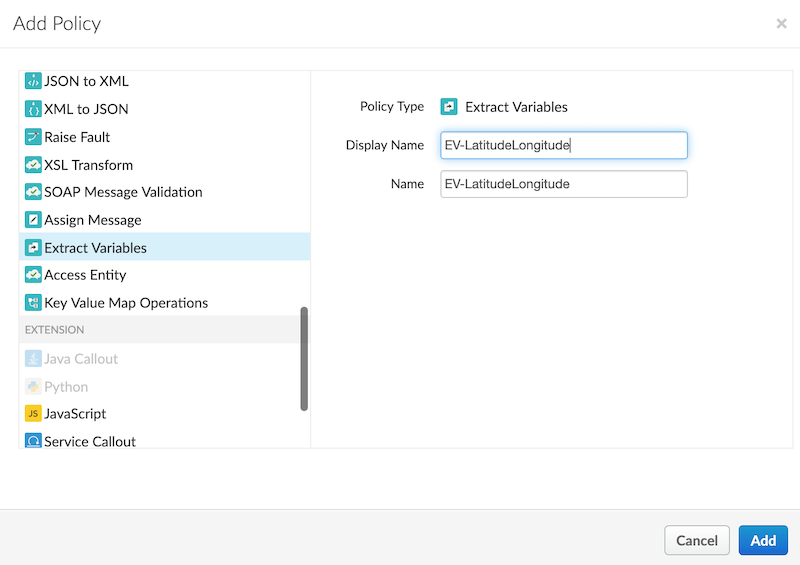 Add Policy
×
JSON to XML
XML to JSON
Raise Fault
XSL Transform
SOAP Message Validation
Assign Message
Extract Variables
Access Entity
Key Value Map Operations
EXTENSION
Java Callout
Python
JS JavaScript
Service Callout
Policy Type Extract Variables
Display Name EV-LatitudeLongitude
Name EV-LatitudeLongitude
Cancel Add